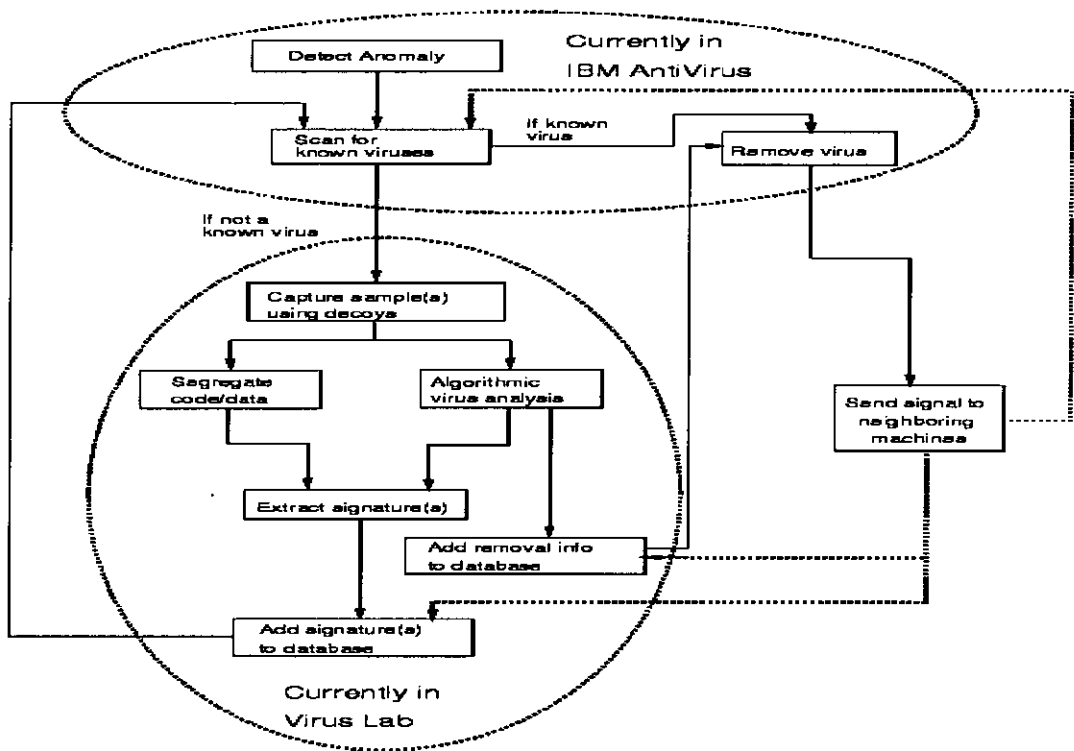 Detect Anomaly
Currently in
IBM AntiVirus
Scan for
known viruses
If known
virus
Remove virus
If not a
known virus
Capture sample(s)
using decoys
Segregate
code/data
Algorithmic
virus analysis
Send signal to
neighboring
machines
Extract signature(s)
Add removal info
to database
Add signature(s)
to database
Currently in
Virus Lab